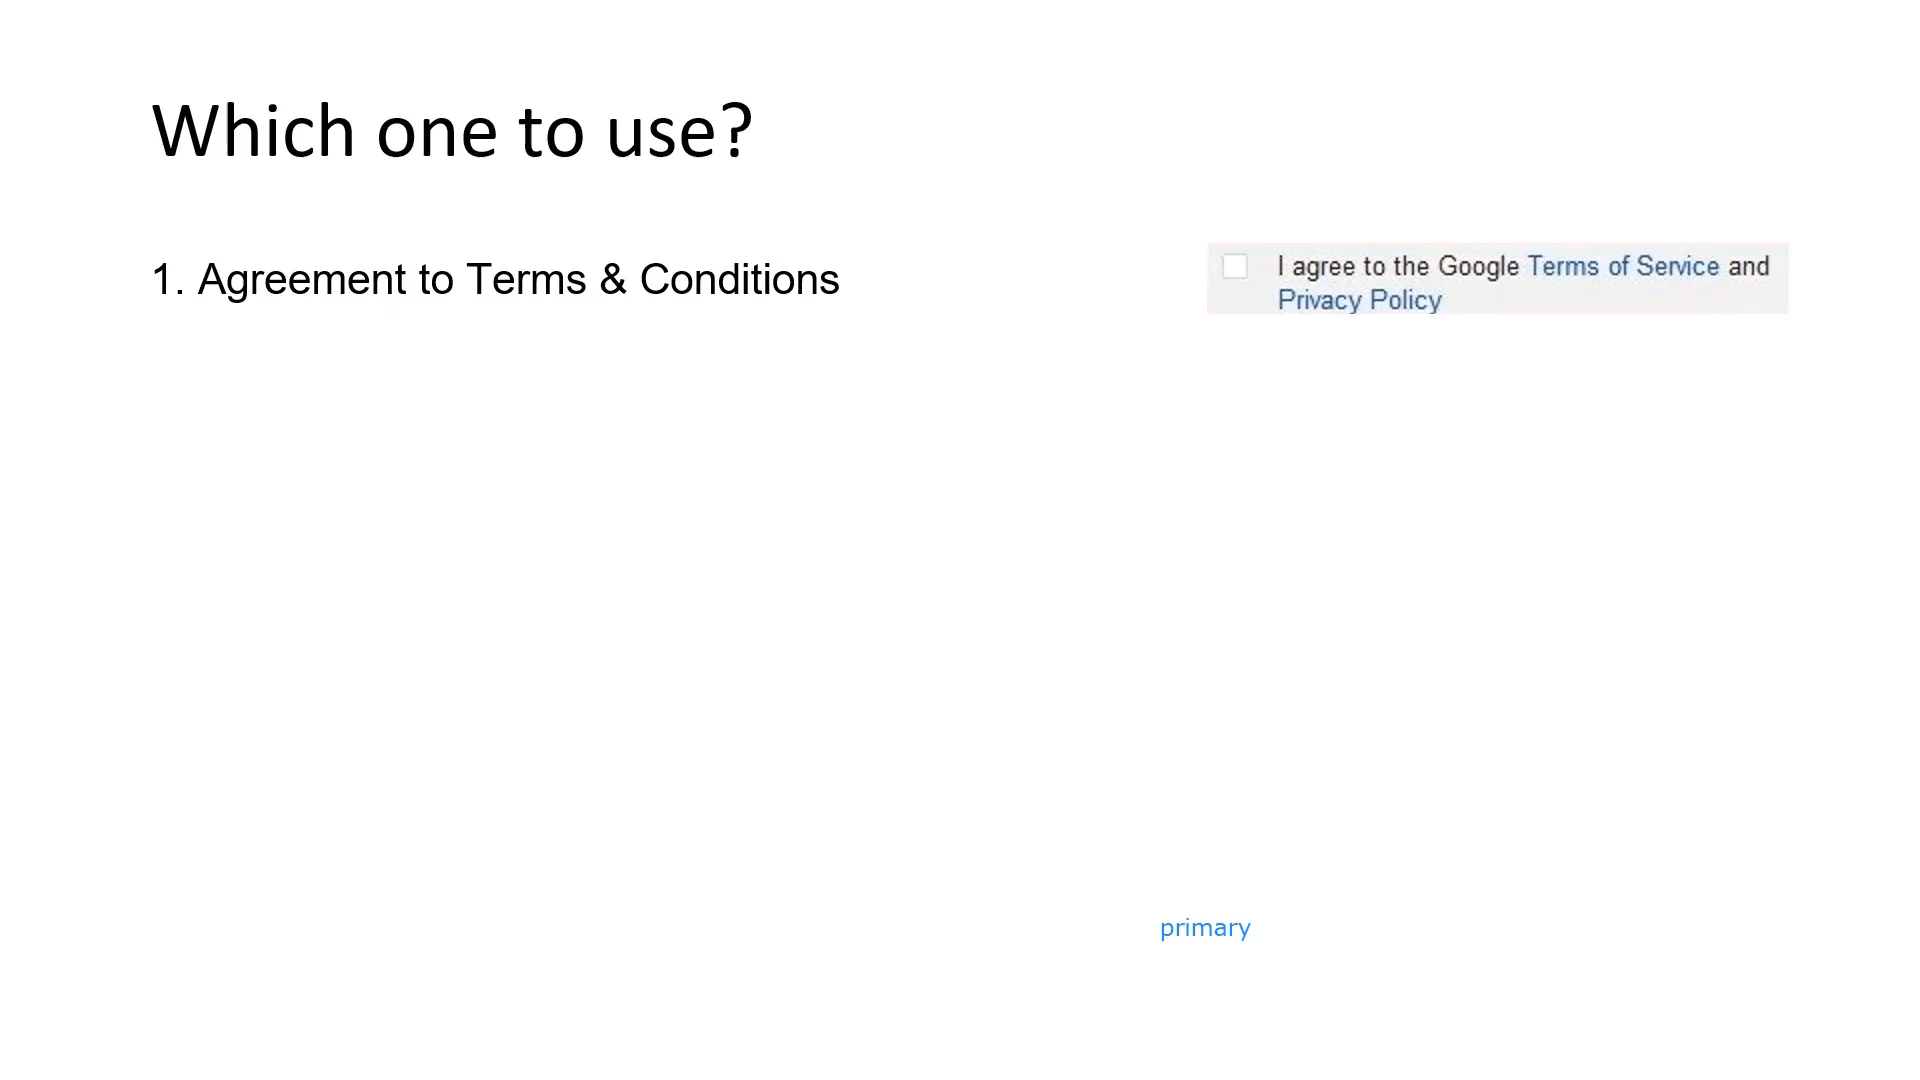 Which one to use?
1. Agreement to Terms & Conditions
I agree to the Google Terms of Service and
Privacy Policy
primary